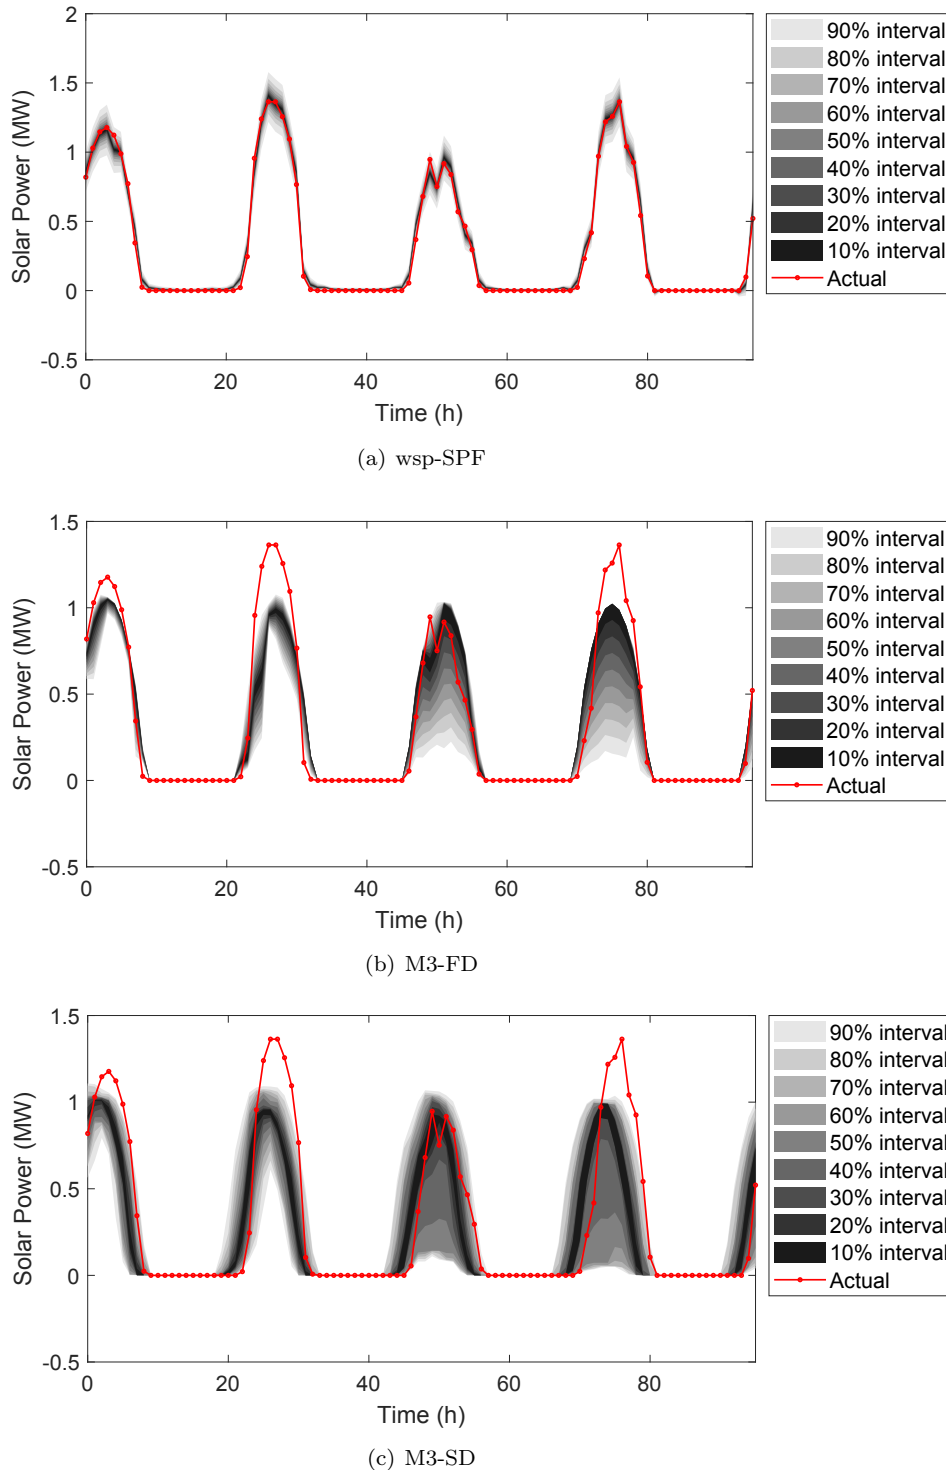 2
1.5
1
0.5
0
-0.5
Solar Power (MW)
0 20 40 60 80
Time (h)
90% interval
80% interval
70% interval
60% interval
50% interval
40% interval
30% interval
20% interval
10% interval
Actual
(a) wsp-SPF
1.5
1
0.5
0
-0.5
Solar Power (MW)
0 20 40 60 80
Time (h)
90% interval
80% interval
70% interval
60% interval
50% interval
40% interval
30% interval
20% interval
10% interval
Actual
(b) M3-FD
1.5
1
0.5
0
-0.5
Solar Power (MW)
0 20 40 60 80
Time (h)
90% interval
80% interval
70% interval
60% interval
50% interval
40% interval
30% interval
20% interval
10% interval
Actual
(c) M3-SD